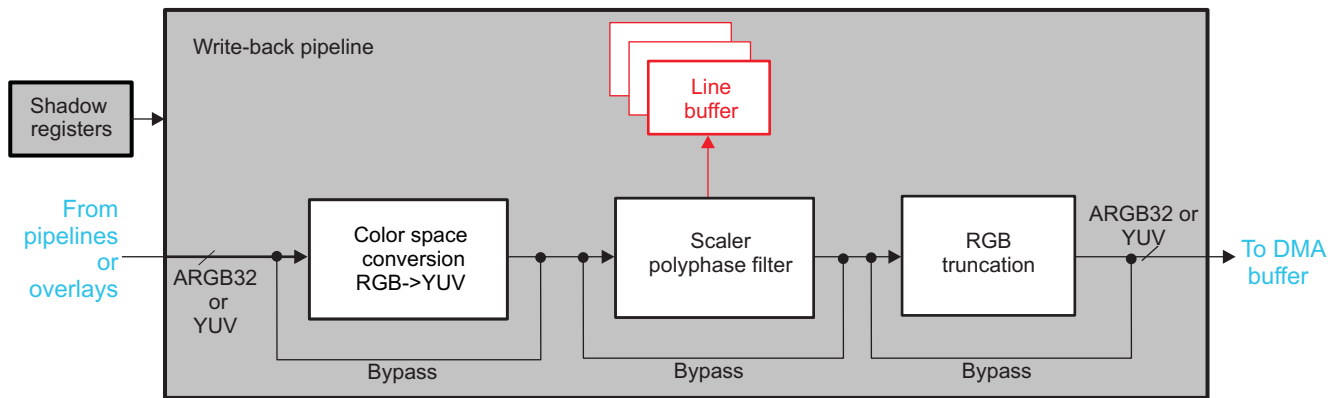 Write-back pipeline
Shadow
registers
Line
buffer
From
pipelines
or
overlays
ARGB32
or
YUV
Color space
conversion
RGB->YUV
Scaler
polyphase filter
RGB
truncation
ARGB32 or
YUV
To DMA
buffer
Bypass
Bypass
Bypass